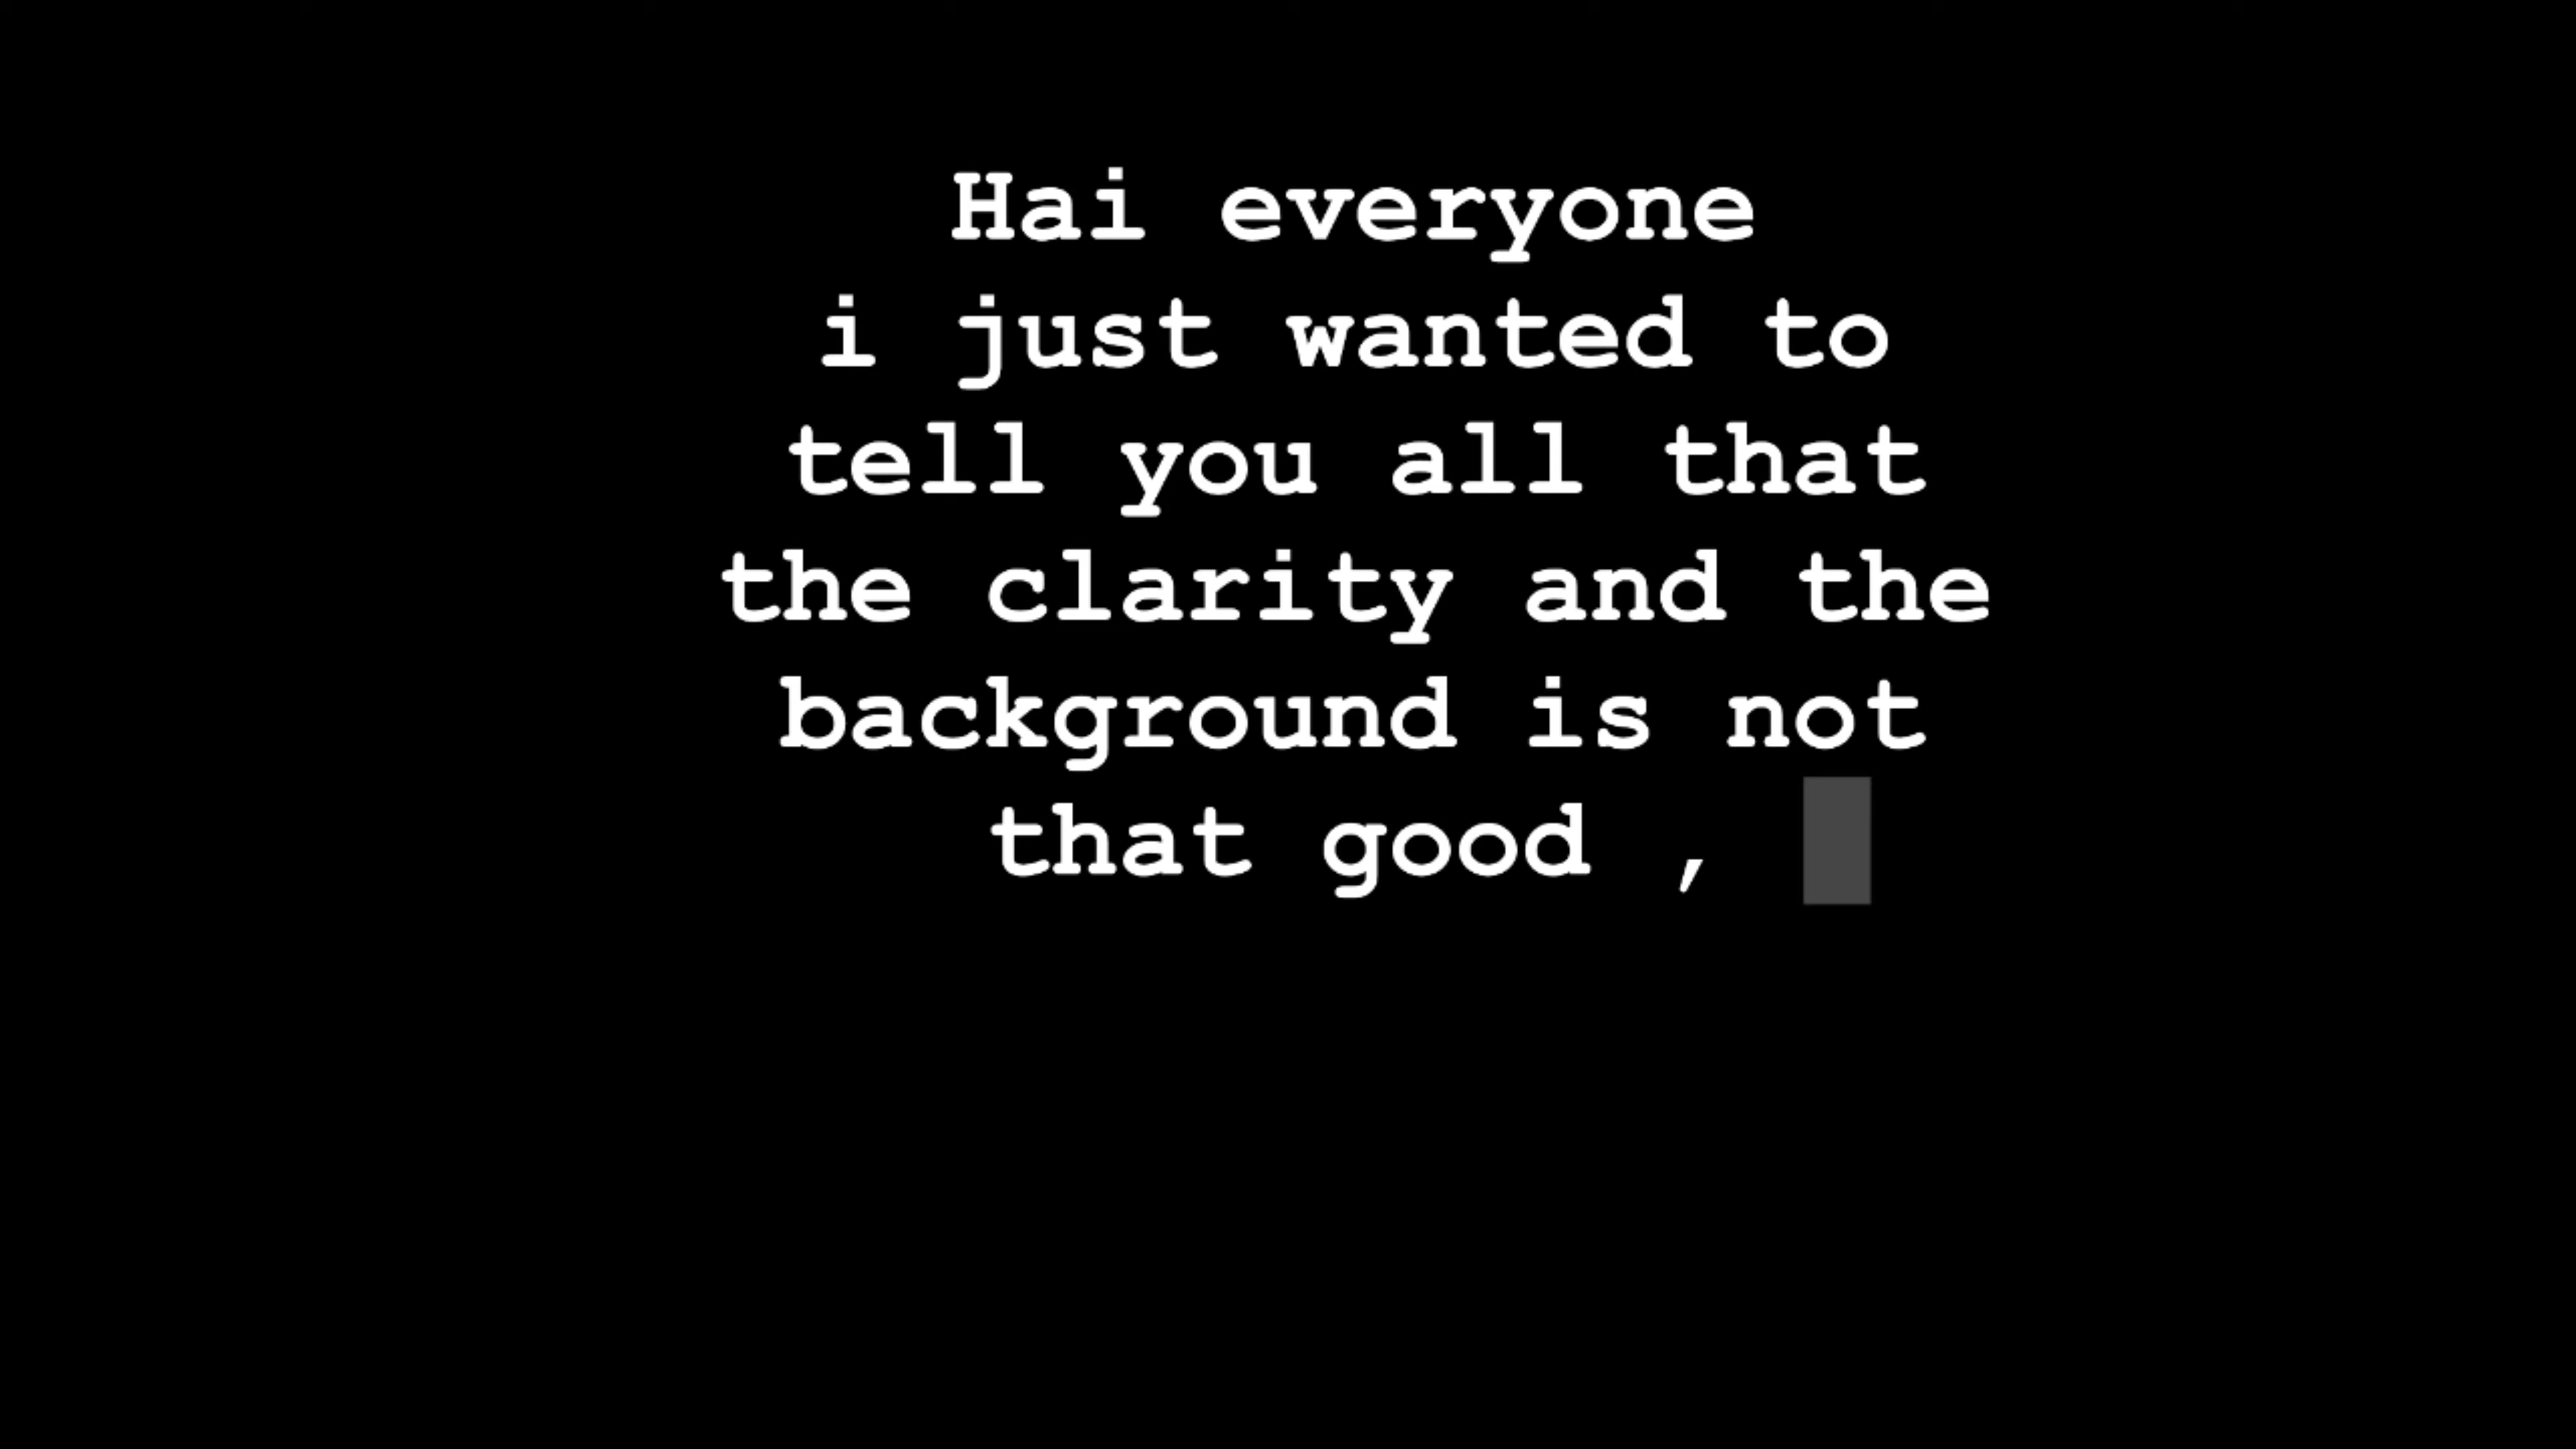 Hai everyone
i just wanted to
tell you all that
the clarity and the
background is not
that good ,